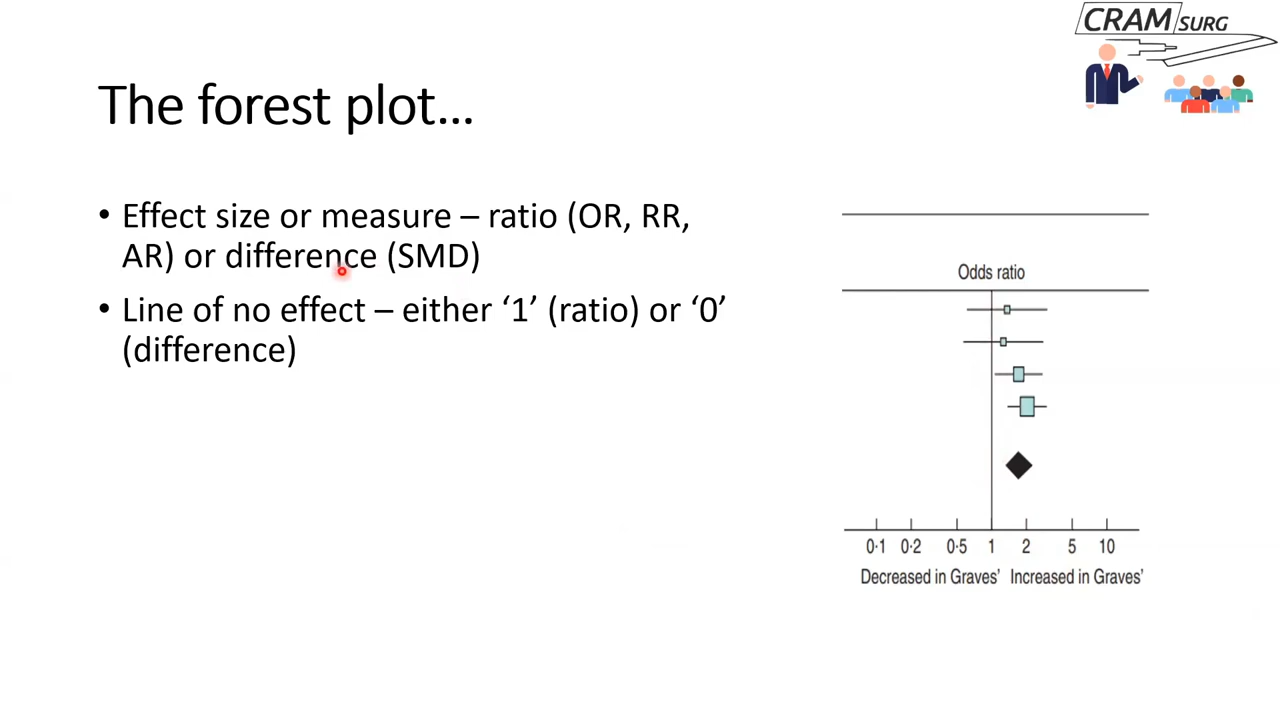 CRAM SURG
The forest plot...
• Effect size or measure – ratio (OR, RR,
AR) or difference (SMD)
• Line of no effect – either ‘1’ (ratio) or ‘0’
(difference)
Odds ratio
0·1 0·2 0·5 1 2 5 10
Decreased in Graves’ Increased in Graves’